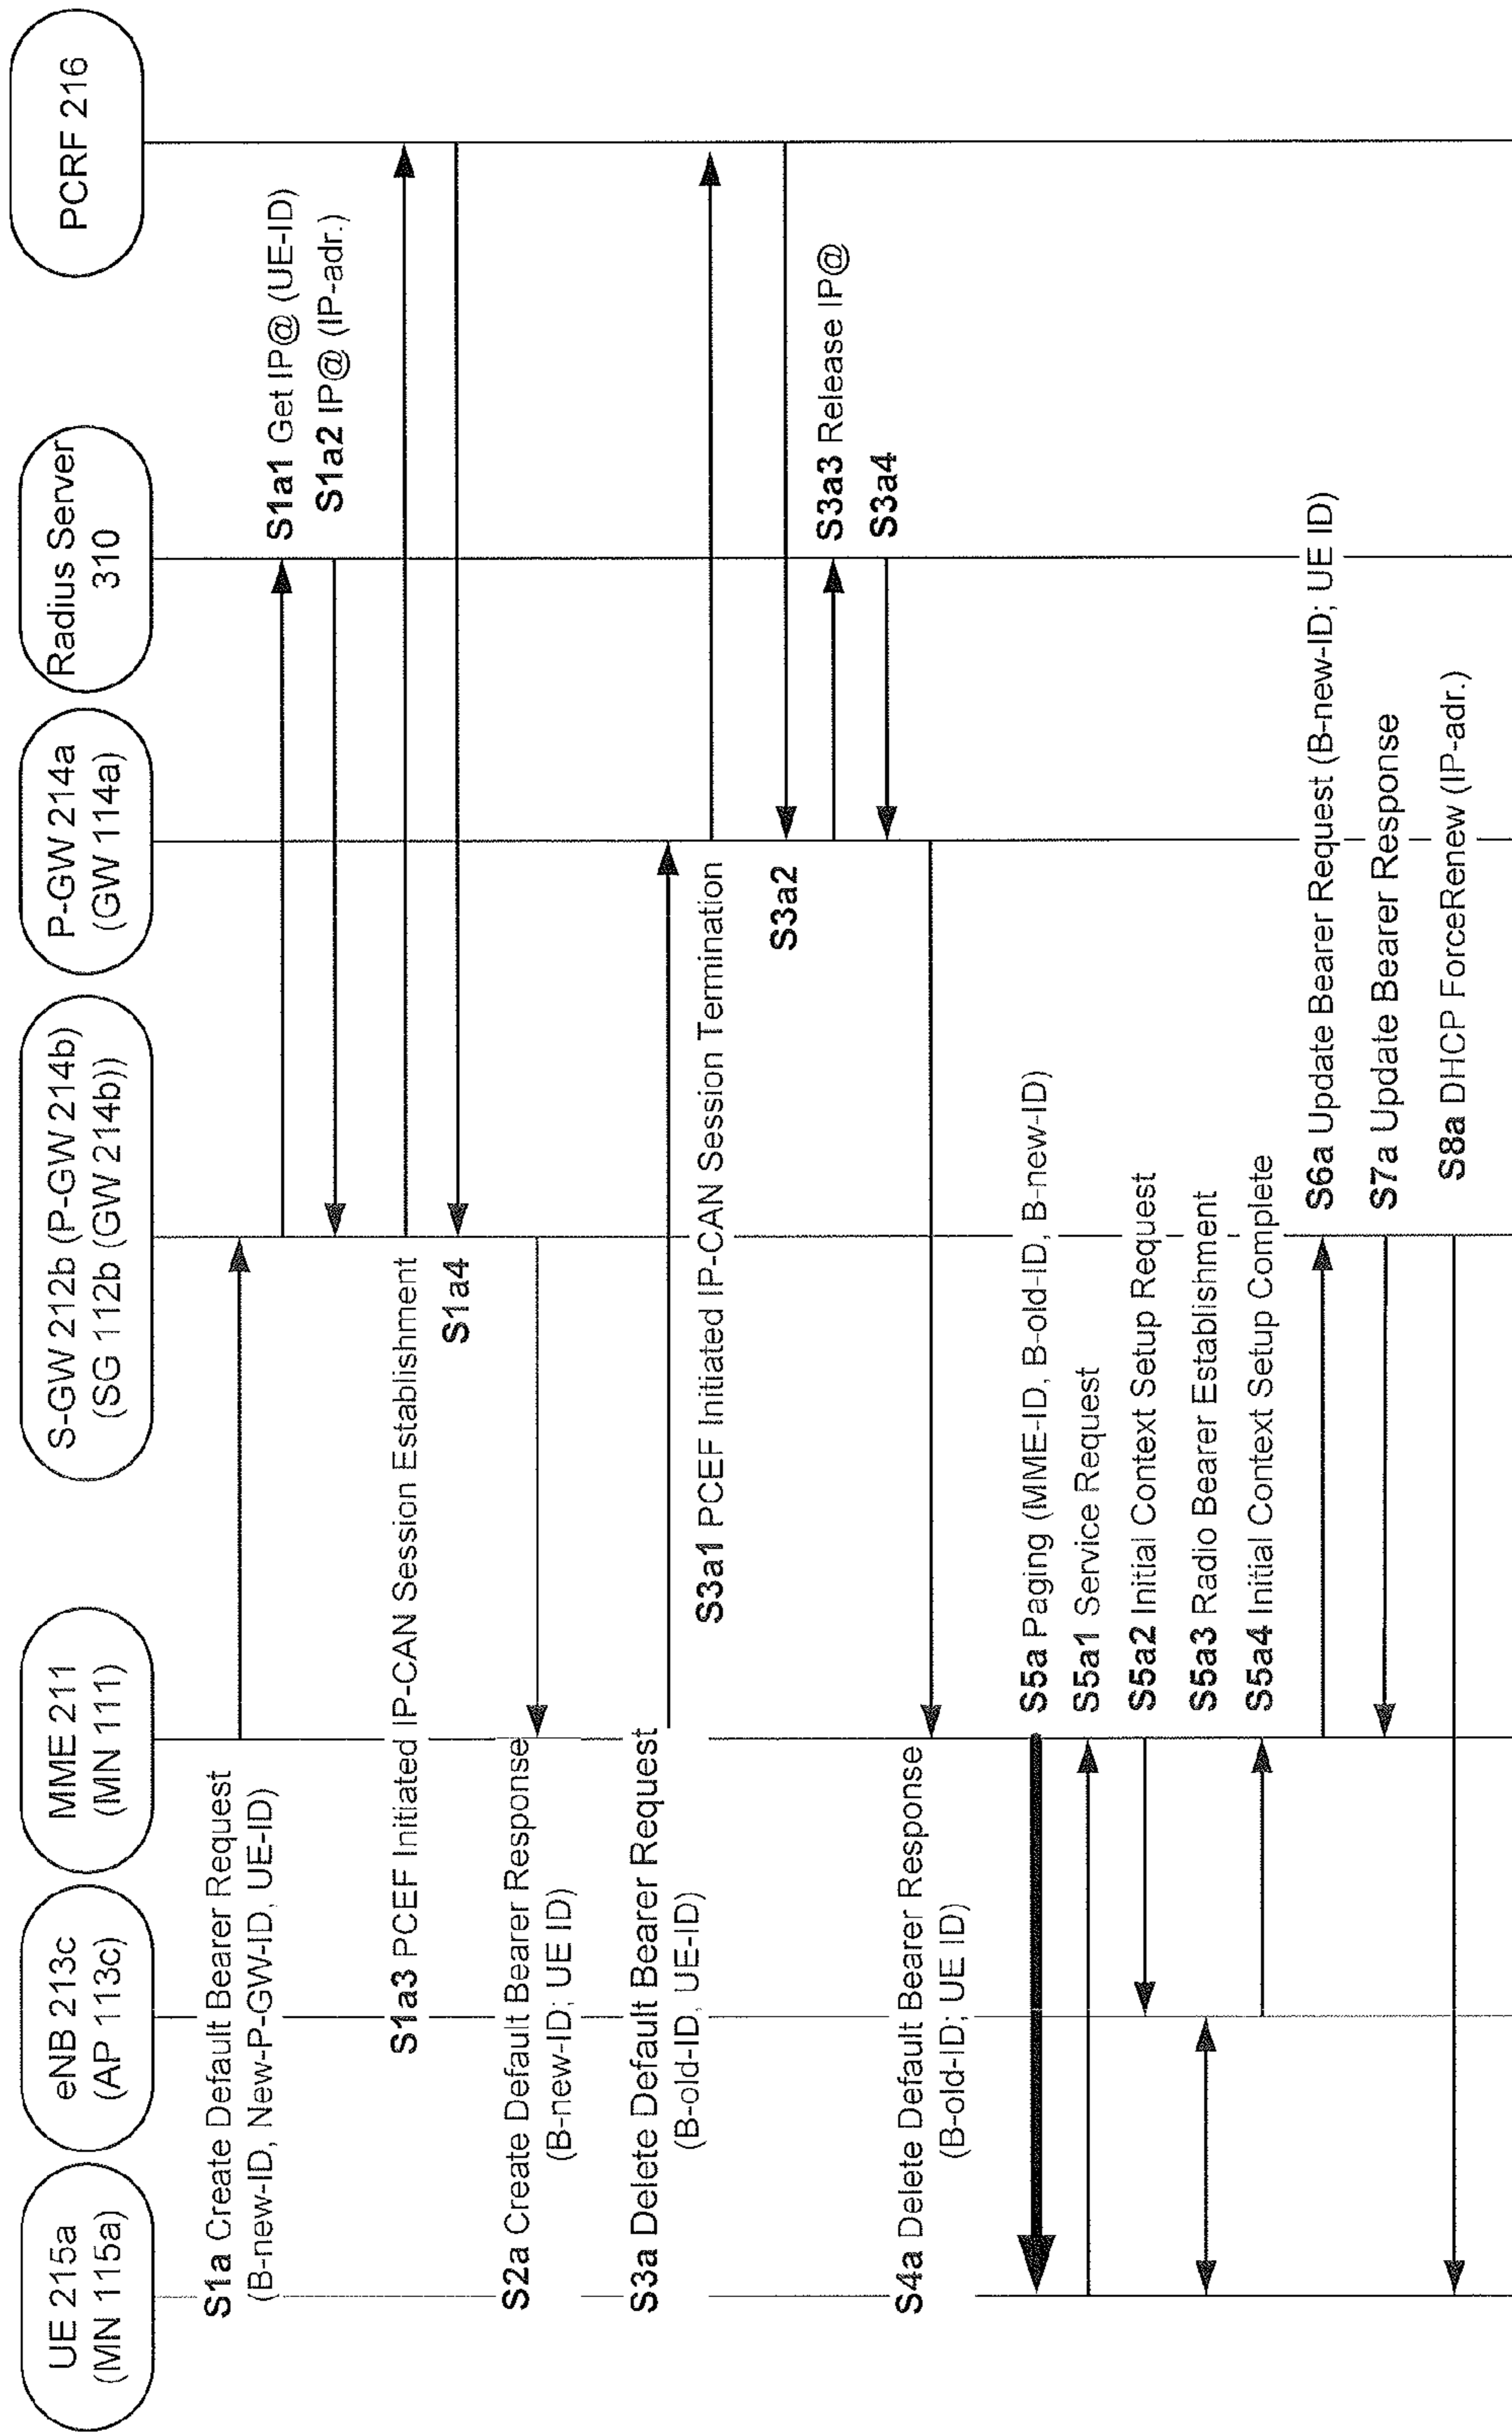 UE 215a
(MN 115a)
eNB 213c
(AP 113c)
MME 211
(MN 111)
S-GW 212b (P-GW 214b)
(SG 112b (GW 214b))
P-GW 214a
(GW 114a)
Radius Server
310
PCRF 216
S1a Create Default Bearer Request
(B-new-ID, New-P-GW-ID, UE-ID)
S1a1 Get IP@ (UE-ID)
S1a2 IP@ (IP-adr.)
S1a3 PCEF Initiated IP-CAN Session Establishment
S1a4
S2a Create Default Bearer Response
(B-new-ID; UE ID)
S3a Delete Default Bearer Request
(B-old-ID, UE-ID)
S3a1 PCEF Initiated IP-CAN Session Termination
S3a2
S3a3 Release IP@
S3a4
S4a Delete Default Bearer Response
(B-old-ID; UE ID)
S5a Paging (MME-ID, B-old-ID, B-new-ID)
S5a1 Service Request
S5a2 Initial Context Setup Request
S5a3 Radio Bearer Establishment
S5a4 Initial Context Setup Complete
S6a Update Bearer Request (B-new-ID; UE ID)
S7a Update Bearer Response
S8a DHCP ForceRenew (IP-adr.)